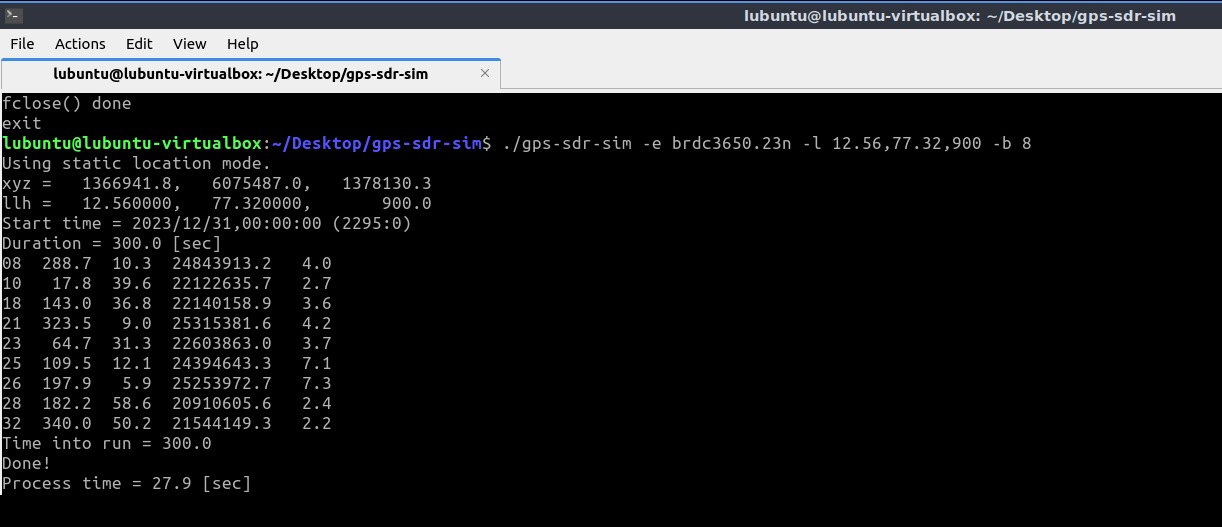 lubuntu@lubuntu-virtualbox: ~/Desktop/gps-sdr-sim
File Actions Edit View Help
lubuntu@lubuntu-virtualbox: ~/Desktop/gps-sdr-sim ×
fclose() done
exit
lubuntu@lubuntu-virtualbox:~/Desktop/gps-sdr-sim$ ./gps-sdr-sim -e brdc3650.23n -l 12.56,77.32,900 -b 8
Using static location mode.
xyz =   1366941.8,   6075487.0,   1378130.3
llh =   12.560000,   77.320000,       900.0
Start time = 2023/12/31,00:00:00 (2295:0)
Duration = 300.0 [sec]
08  288.7  10.3  24843913.2   4.0
10   17.8  39.6  22122635.7   2.7
18  143.0  36.8  22140158.9   3.6
21  323.5   9.0  25315381.6   4.2
23   64.7  31.3  22603863.0   3.7
25  109.5  12.1  24394643.3   7.1
26  197.9   5.9  25253972.7   7.3
28  182.2  58.6  20910605.6   2.4
32  340.0  50.2  21544149.3   2.2
Time into run = 300.0
Done!
Process time = 27.9 [sec]